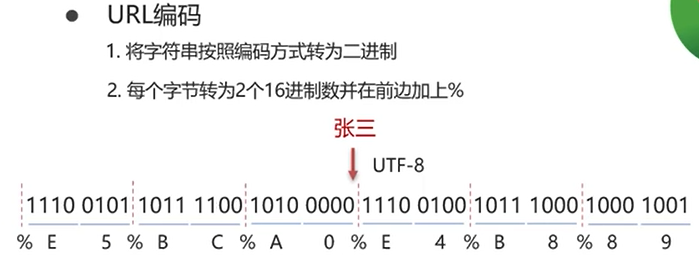 ● URL编码
1. 将字符串按照编码方式转为二进制
2. 每个字节转为2个16进制数并在前边加上%
张三
UTF-8
1110 0101 1011 1100 1010 0000 1110 0100 1011 1000 1000 1001
% E 5 % B C % A 0 % E 4 % B 8 % 8 9